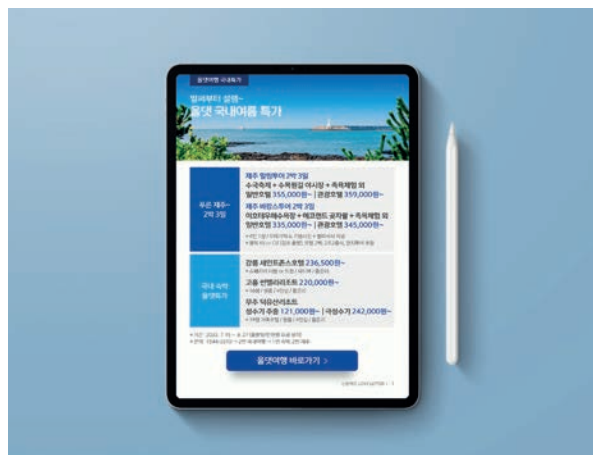 올댓여행 국내특가
벌써부터 설렘~
올댓 국내여름 특가
푸른 제주~
2박 3일
제주 힐링투어 2박 3일
수국축제 + 수목원길 야시장 + 족욕체험 외
일반호텔 355,000원~ | 관광호텔 359,000원~
제주 바람스투어 2박 3일
이호테우해수욕장 + 에코랜드 곶자왈 + 족욕체험 외
일반호텔 335,000원~ | 관광호텔 345,000원~
국내 숙박
올댓특가
강릉 세인트존스호텔 236,500원~
고흥 썬밸리리조트 220,000원~
무주 덕유산리조트
성수기 주중 121,000원~ | 극성수기 242,000원~
올댓여행 바로가기 >